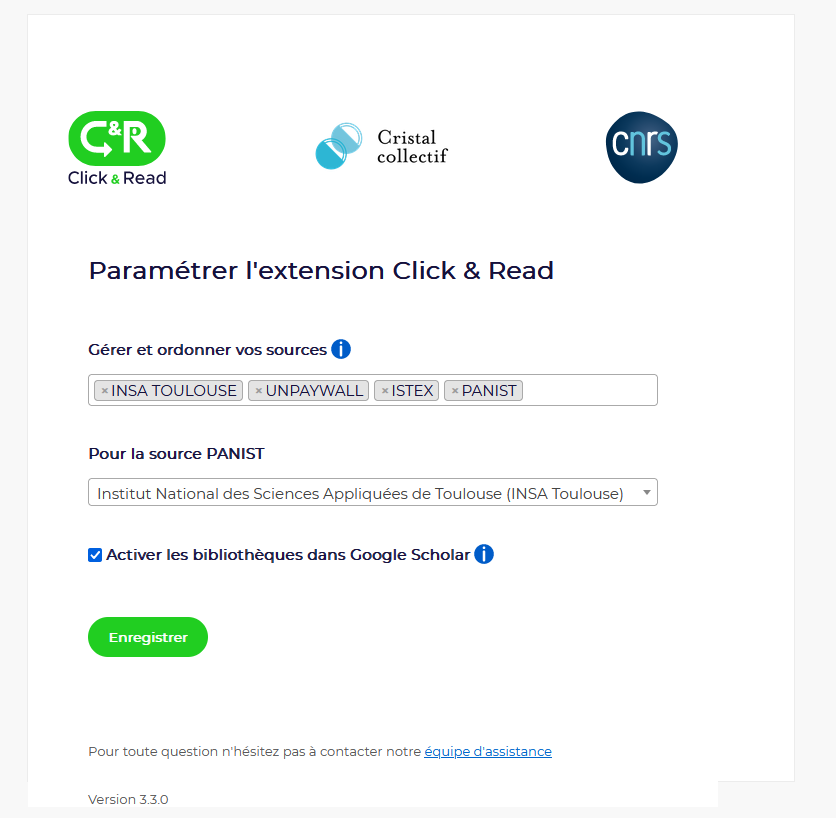 C&R
Click & Read
Cristal
collectif
cnrs
Paramétrer l'extension Click & Read
Gérer et ordonner vos sources i
× INSA TOULOUSE × UNPAYWALL × ISTEX × PANIST
Pour la source PANIST
Institut National des Sciences Appliquées de Toulouse (INSA Toulouse)
Activer les bibliothèques dans Google Scholar i
Enregistrer
Pour toute question n'hésitez pas à contacter notre équipe d'assistance
Version 3.3.0